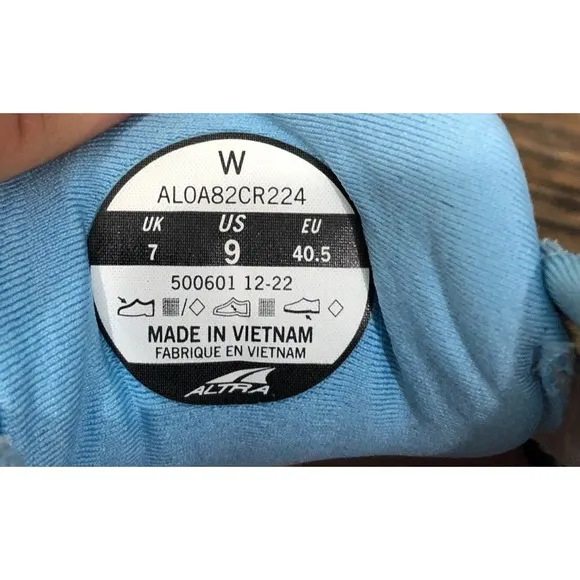 W
AL0A82CR224
UK US EU
7 9 40.5
500601 12-22
MADE IN VIETNAM
FABRIQUE EN VIETNAM
ALTRA